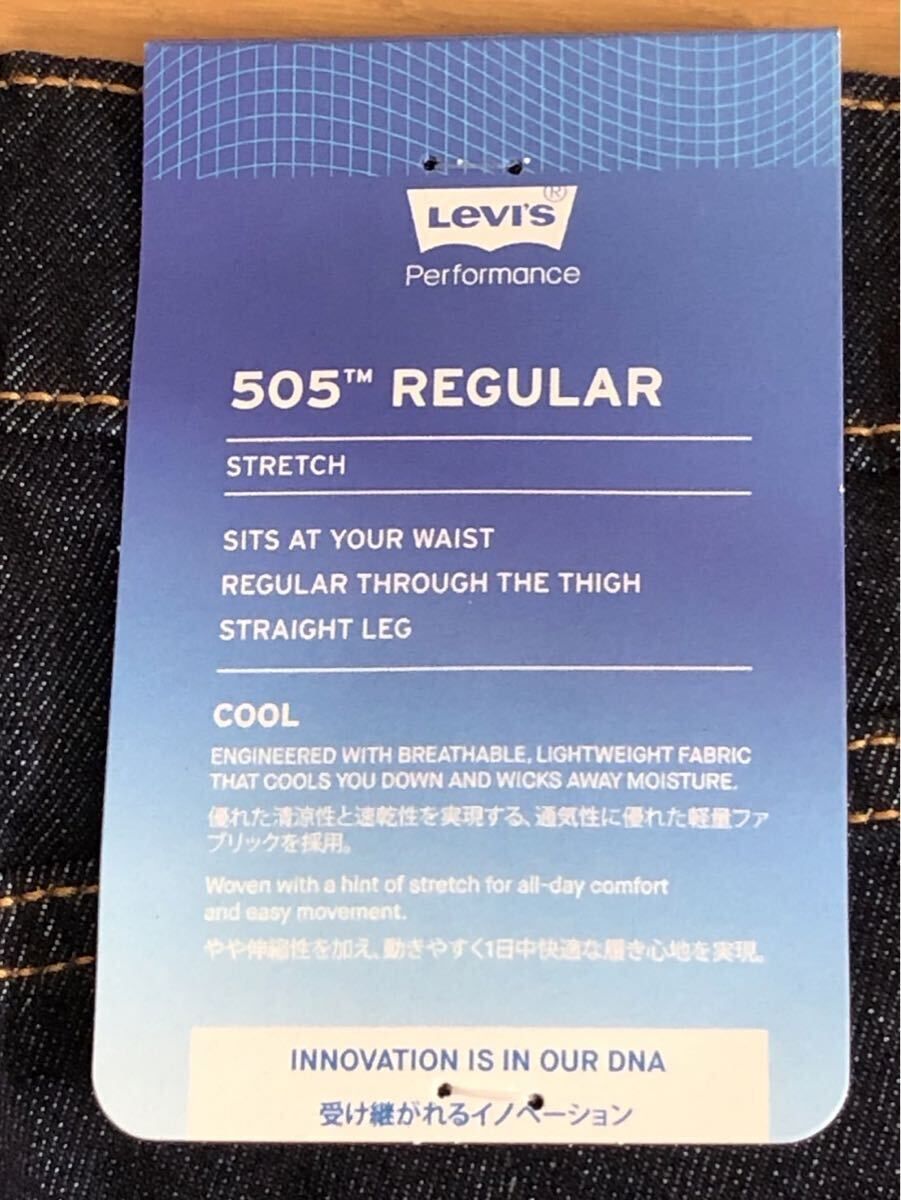 LEVI'S®
Performance
505™ REGULAR
STRETCH
SITS AT YOUR WAIST
REGULAR THROUGH THE THIGH
STRAIGHT LEG
COOL
ENGINEERED WITH BREATHABLE, LIGHTWEIGHT FABRIC
THAT COOLS YOU DOWN AND WICKS AWAY MOISTURE.
優れた清涼性と速乾性を実現する、通気性に優れた軽量ファ
ブリックを採用。
Woven with a hint of stretch for all-day comfort
and easy movement.
やや伸縮性を加え、動きやすく1日中快適な履き心地を実現。
INNOVATION IS IN OUR DNA
受け継がれるイノベーション